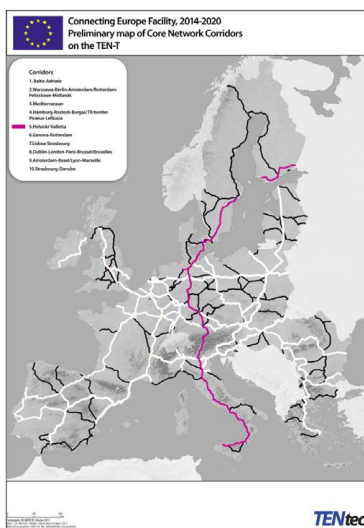 Connecting Europe Facility, 2014-2020
Preliminary map of Core Network Corridors
on the TEN-T
Corridors
1. Baltic-Adriatic
2.Warszawa-Berlin-Amsterdam/Rotterdam-
Felixstowe-Midlands
3.Mediterranean
4.Hamburg-Rostock-Burgas/TR border-
Piraeus-Lefkosia
5.Helsinki-Valletta
6.Genova-Rotterdam
7.Lisboa-Strasbourg
8.Dublin-London-Paris-Brussel/Bruxelles
9.Amsterdam-Basel/Lyon-Marseille
10.Strasbourg-Danube
TENtec